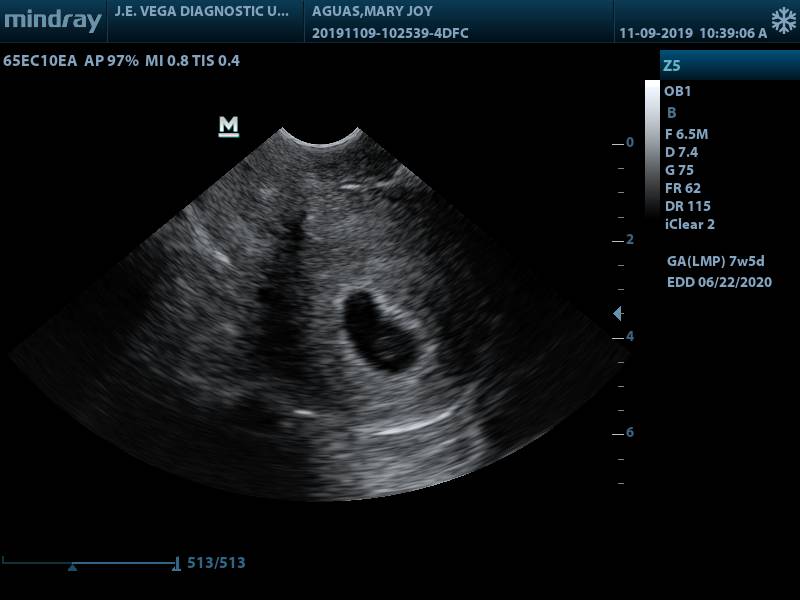 mindray
J.E. VEGA DIAGNOSTIC U...
AGUAS,MARY JOY
20191109-102539-4DFC
11-09-2019 10:39:06 A
65EC10EA AP 97% MI 0.8 TIS 0.4
Z5
M
OB1
B
F 6.5M
D 7.4
G 75
FR 62
DR 115
iClear 2
GA(LMP) 7w5d
EDD 06/22/2020
0
2
4
6
513/513